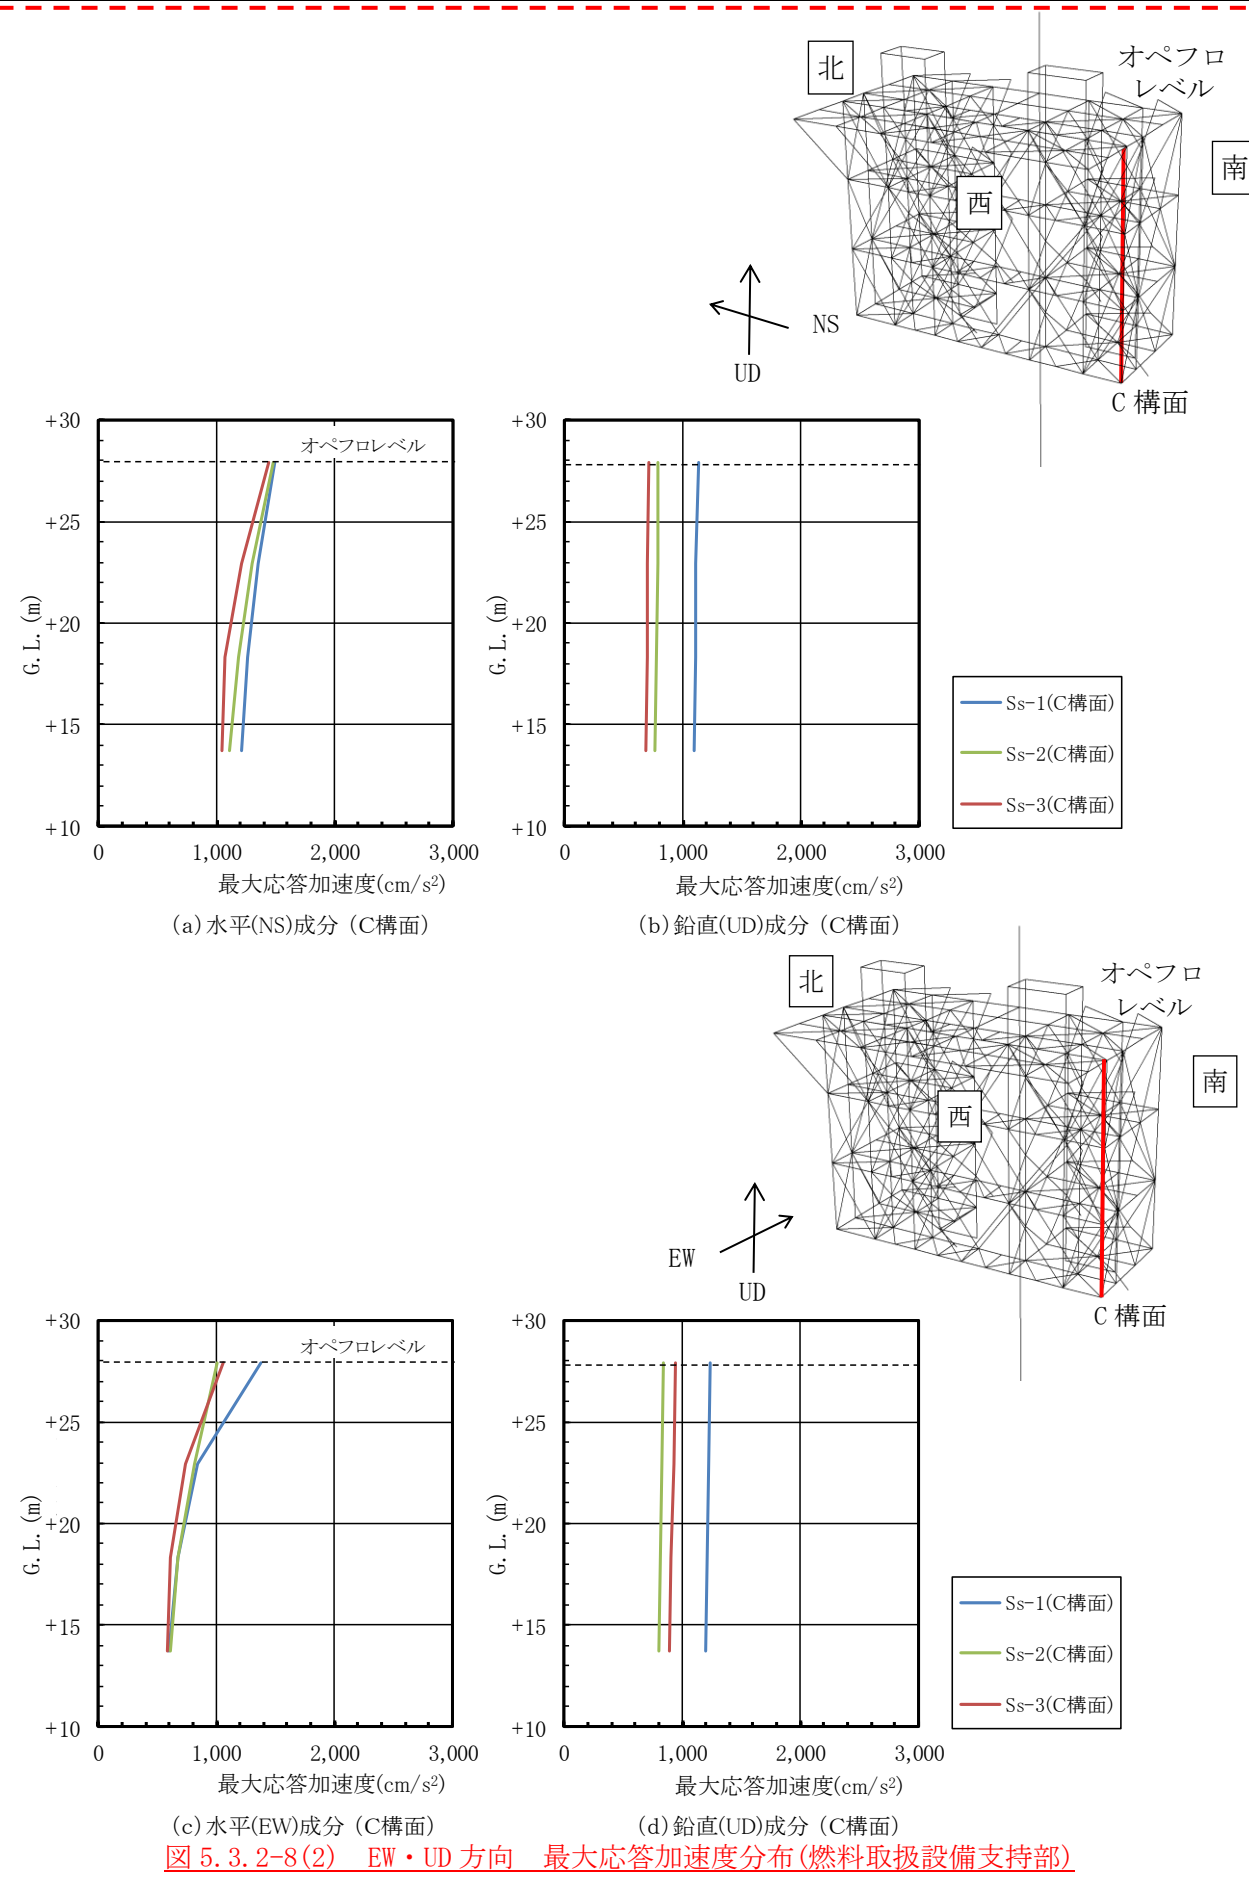 北
オペフロ
レベル
南
西
NS
UD
C 構面
+30
+25
+20
+15
+10
G.L.(m)
オペフロレベル
0 1,000 2,000 3,000
最大応答加速度(cm/s²)
(a)水平(NS)成分 (C構面)
+30
+25
+20
+15
+10
G.L.(m)
0 1,000 2,000 3,000
最大応答加速度(cm/s²)
(b)鉛直(UD)成分 (C構面)
Ss-1(C構面)
Ss-2(C構面)
Ss-3(C構面)
北
オペフロ
レベル
南
西
EW
UD
C 構面
+30
+25
+20
+15
+10
G.L.(m)
オペフロレベル
0 1,000 2,000 3,000
最大応答加速度(cm/s²)
(c)水平(EW)成分 (C構面)
+30
+25
+20
+15
+10
G.L.(m)
0 1,000 2,000 3,000
最大応答加速度(cm/s²)
(d)鉛直(UD)成分 (C構面)
Ss-1(C構面)
Ss-2(C構面)
Ss-3(C構面)
図 5.3.2-8(2) EW・UD 方向 最大応答加速度分布(燃料取扱設備支持部)